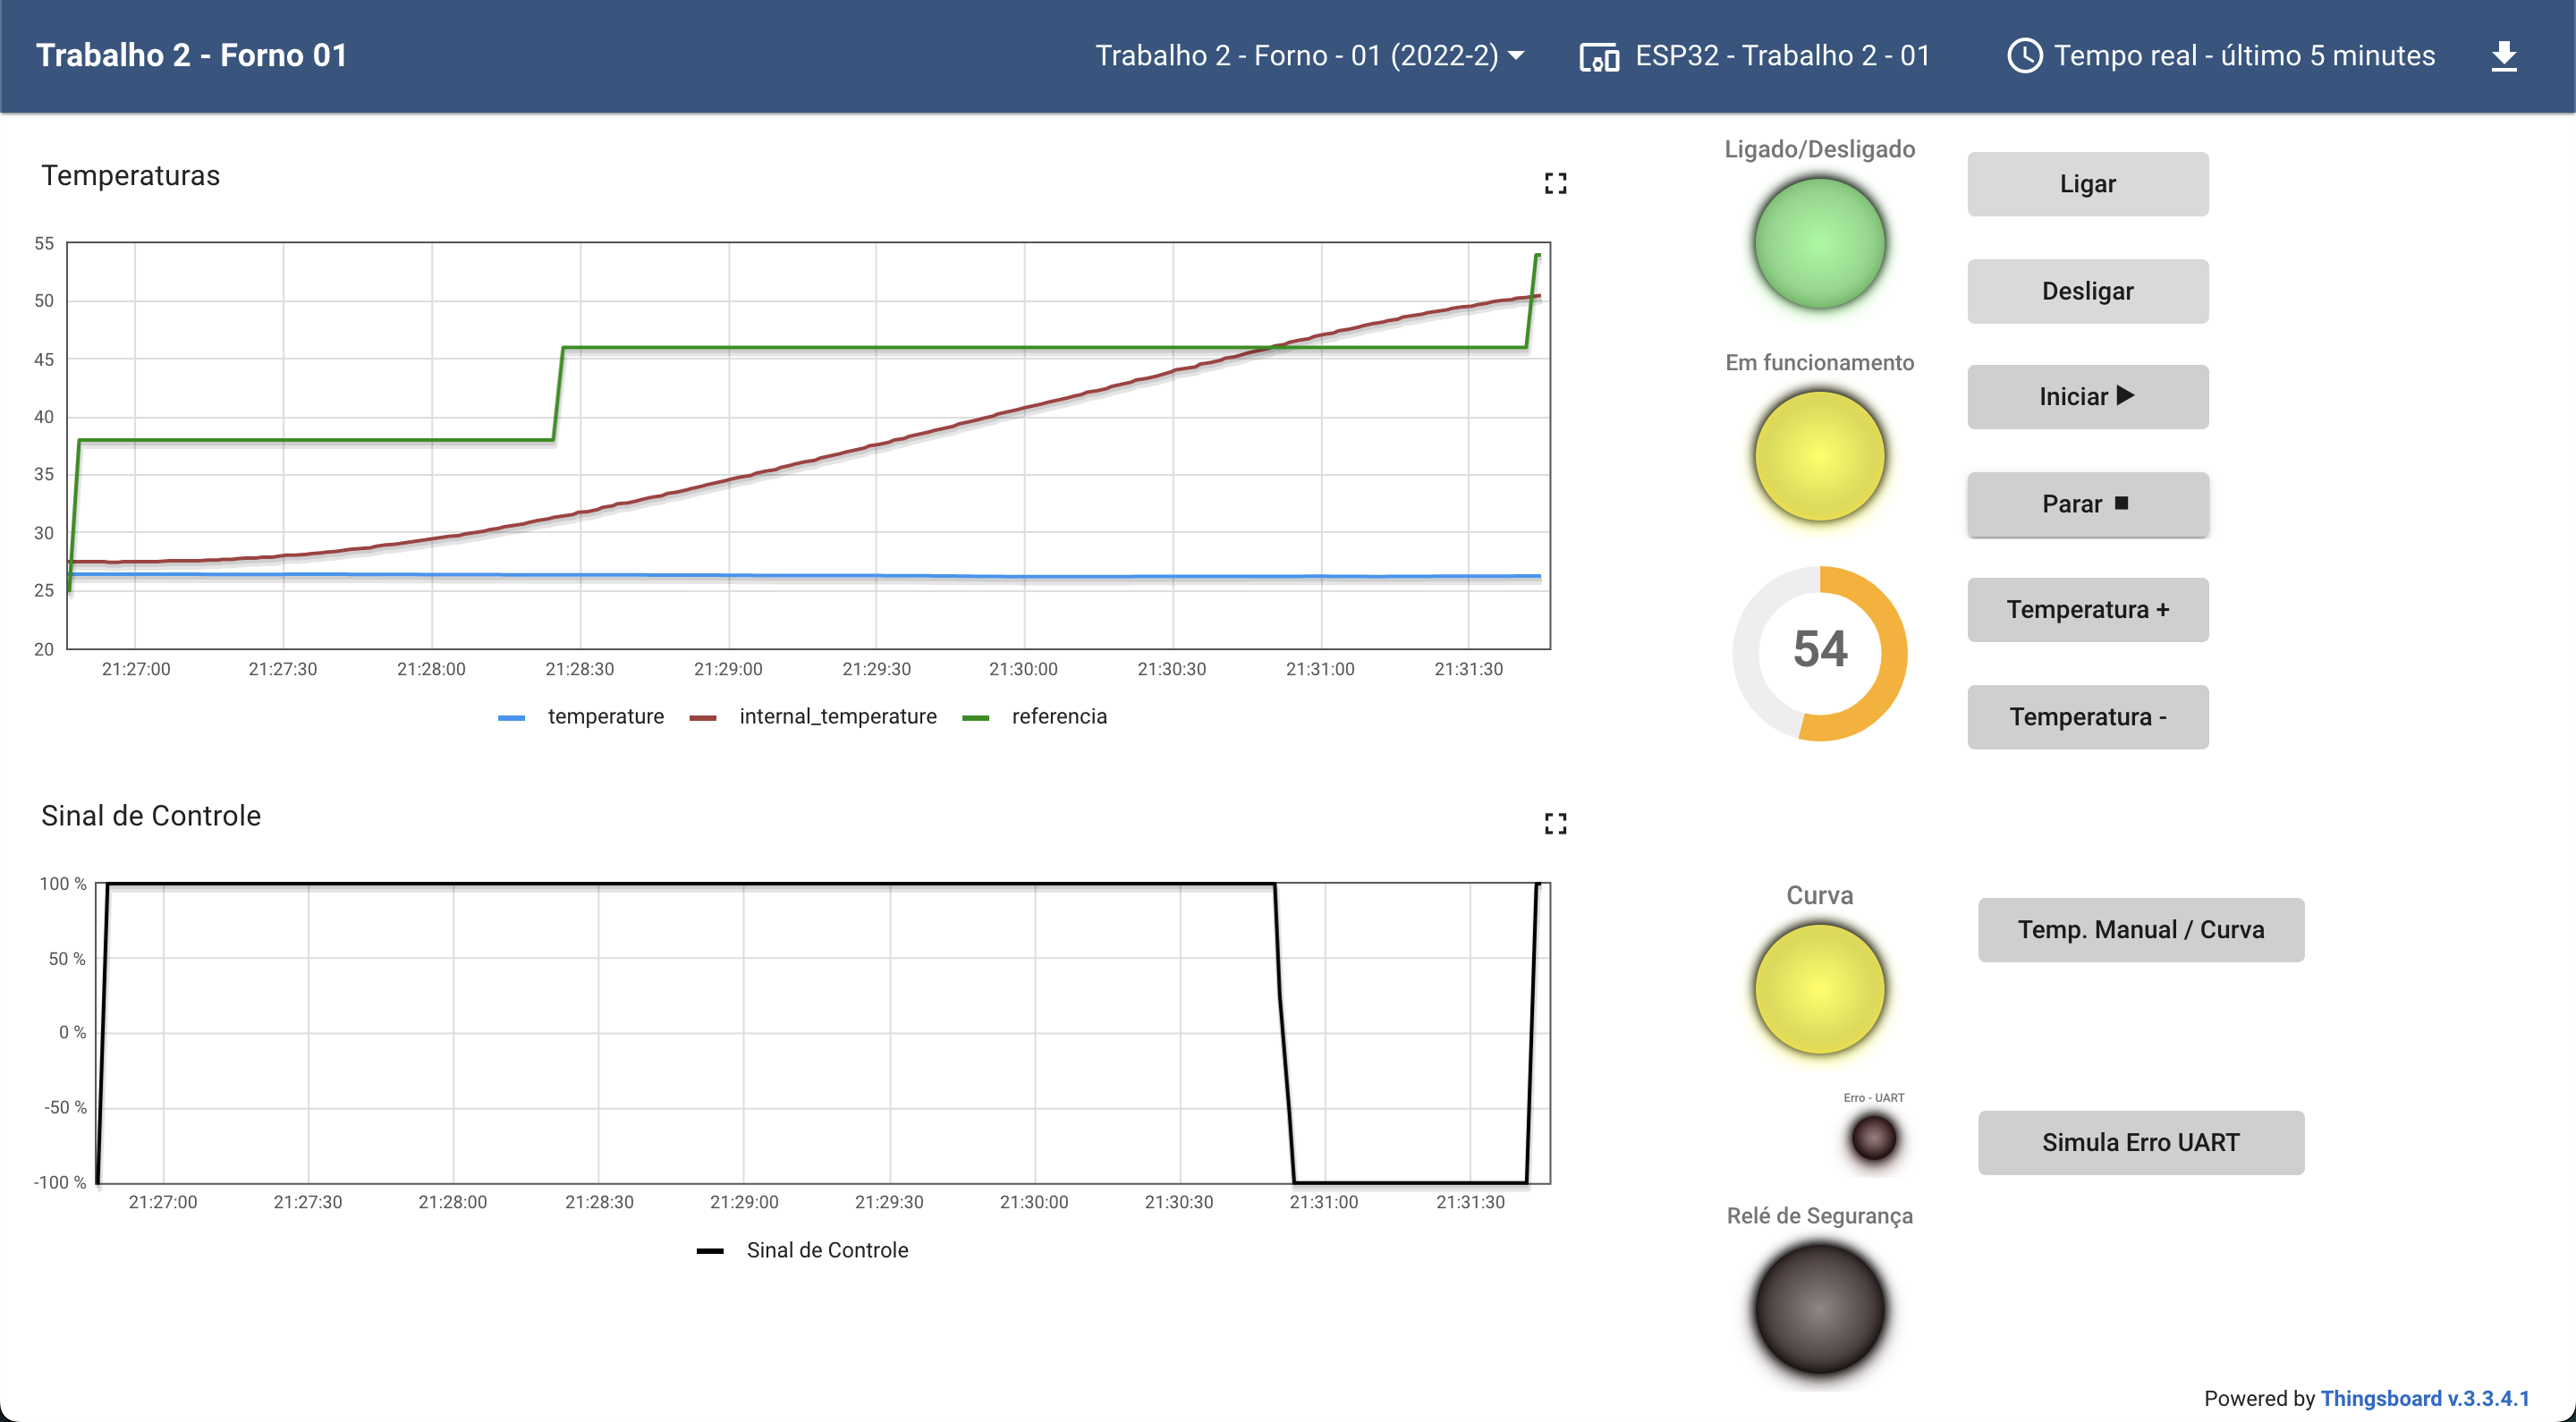 Trabalho 2 - Forno 01
Trabalho 2 - Forno - 01 (2022-2)
ESP32 - Trabalho 2 - 01
Tempo real - último 5 minutes
Temperaturas
55
50
45
40
35
30
25
20
21:27:00 21:27:30 21:28:00 21:28:30 21:29:00 21:29:30 21:30:00 21:30:30 21:31:00 21:31:30
temperature internal_temperature referencia
Ligado/Desligado
Ligar
Desligar
Em funcionamento
Iniciar
Parar
54
Temperatura +
Temperatura -
Sinal de Controle
100 %
50 %
0 %
-50 %
-100 %
21:27:00 21:27:30 21:28:00 21:28:30 21:29:00 21:29:30 21:30:00 21:30:30 21:31:00 21:31:30
Sinal de Controle
Curva
Temp. Manual / Curva
Erro - UART
Simula Erro UART
Relé de Segurança
Powered by Thingsboard v.3.3.4.1